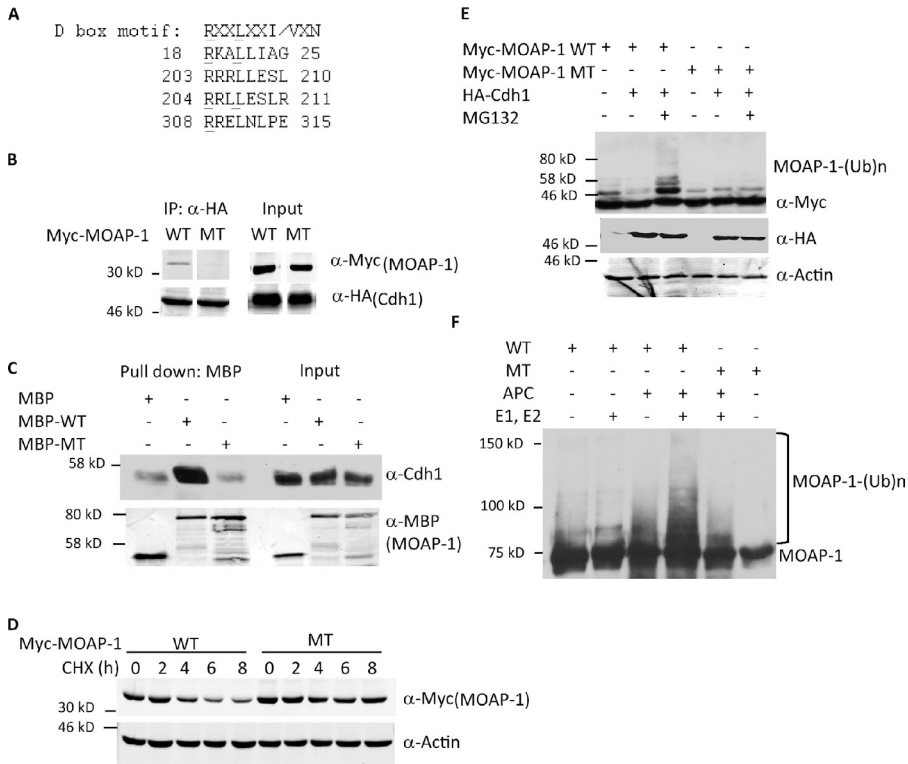 A
D box motif: RXXLXXI/VXN
18 RKALLIAG 25
203 RRRLLESL 210
204 RRLLESLR 211
308 RRELNLPE 315
B
IP: α-HA Input
Myc-MOAP-1 WT MT WT MT
30 kD α-Myc(MOAP-1)
46 kD α-HA(Cdh1)
C
Pull down: MBP Input
MBP + - - + - -
MBP-WT - + - - + -
MBP-MT - - + - - +
58 kD α-Cdh1
80 kD α-MBP
58 kD (MOAP-1)
D
Myc-MOAP-1 WT MT
CHX (h) 0 2 4 6 8 0 2 4 6 8
30 kD α-Myc(MOAP-1)
46 kD α-Actin
E
Myc-MOAP-1 WT + + + - - -
Myc-MOAP-1 MT - - - + + +
HA-Cdh1 - + + - + +
MG132 - - + - - +
80 kD MOAP-1-(Ub)n
58 kD
46 kD α-Myc
46 kD α-HA
46 kD α-Actin
F
WT + + + + - -
MT - - - - + +
APC - - + + + -
E1, E2 - + - + + -
150 kD
MOAP-1-(Ub)n
100 kD
75 kD MOAP-1